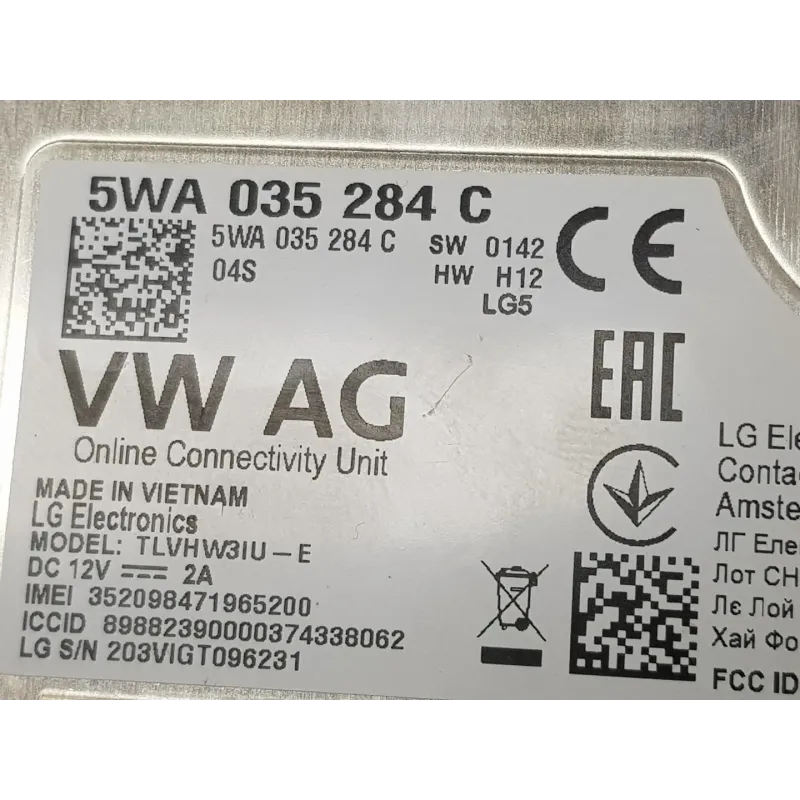 5WA 035 284 C
5WA 035 284 C SW 0142
04S HW H12
LG5
CE
EAC
VW AG
Online Connectivity Unit
MADE IN VIETNAM
LG Electronics
MODEL: TLVHW3IU-E
DC 12V 2A
IMEI 352098471965200
ICCID 89882390000374338062
LG S/N 203VIGT096231
LG Ele
Conta
Amste
ЛГ Елен
Лот СН
Лє Лой
Хай Фо
FCC ID